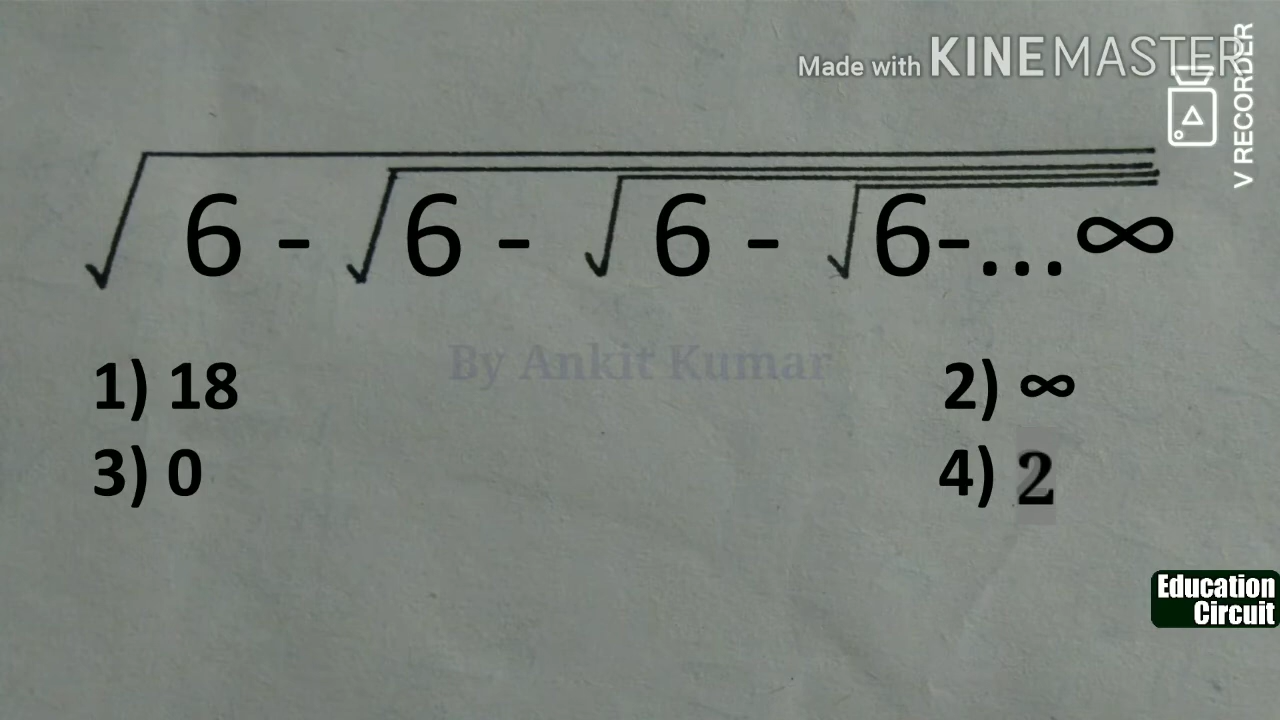 Made with KINEMASTER
V RECORDER
√6 - √6 - √6 - √6-...∞
By Ankit Kumar
1) 18
2) ∞
3) 0
4) 2
Education
Circuit